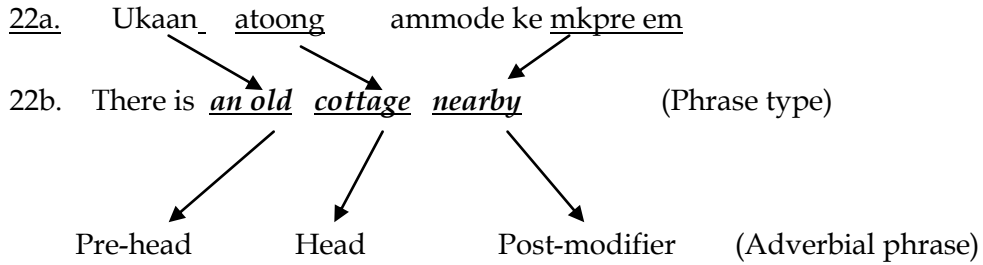 22a. Ukaan atoong ammode ke mkpre em
22b. There is an old cottage nearby (Phrase type)
Pre-head Head Post-modifier (Adverbial phrase)